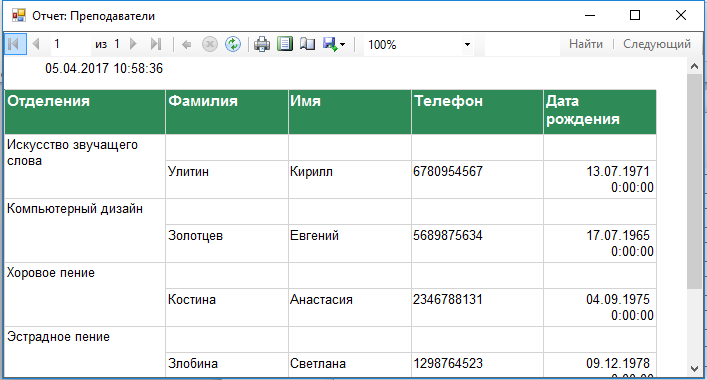 Отчет: Преподаватели
1 из 1 100% Найти | Следующий
05.04.2017 10:58:36
Отделения Фамилия Имя Телефон Дата
рождения
Искусство звучащего
слова
Улитин Кирилл 6780954567 13.07.1971
0:00:00
Компьютерный дизайн
Золотцев Евгений 5689875634 17.07.1965
0:00:00
Хоровое пение
Костина Анастасия 2346788131 04.09.1975
0:00:00
Эстрадное пение
Злобина Светлана 1298764523 09.12.1978
0:00:00